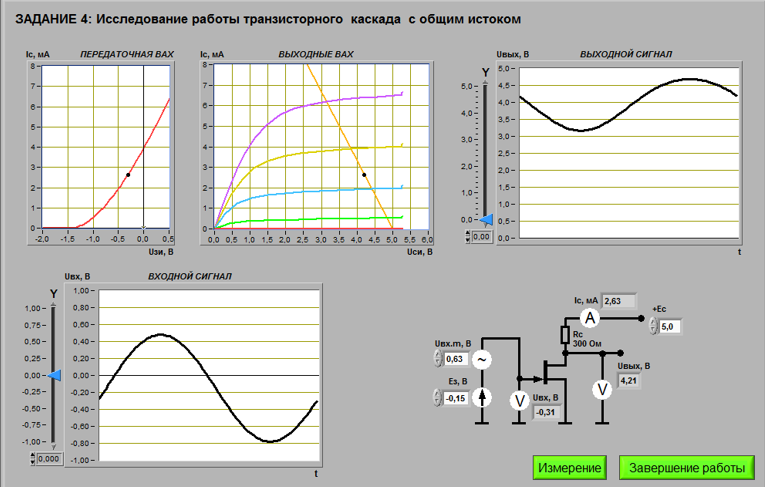 ЗАДАНИЕ 4: Исследование работы транзисторного каскада с общим истоком
Iс, мА ПЕРЕДАТОЧНАЯ ВАХ
8
7
6
5
4
3
2
1
0
-2,0 -1,5 -1,0 -0,5 0,0 0,5
Uзи, В
Iс, мА ВЫХОДНЫЕ ВАХ
8
7
6
5
4
3
2
1
0
0,0 0,5 1,0 1,5 2,0 2,5 3,0 3,5 4,0 4,5 5,0 5,5 6,0
Uси, В
Uвых, В ВЫХОДНОЙ СИГНАЛ
Y
5,0
4,0
3,0
2,0
1,0
0,0
0,00
5,0
4,5
4,0
3,5
3,0
2,5
2,0
1,5
1,0
0,5
0,0
t
Uвх, В ВХОДНОЙ СИГНАЛ
Y
1,00
0,75
0,50
0,25
0,00
-0,25
-0,50
-0,75
-1,00
0,000
1,00
0,80
0,60
0,40
0,20
0,00
-0,20
-0,40
-0,60
-0,80
-1,00
t
Iс, мА 2,63
+Ес
5,0
А
Rс
300 Ом
Uвх.m, В
0,63
~
Uвых, В
4,21
Eз, В
-0,15
V
Uвх, В
-0,31
V
Измерение
Завершение работы